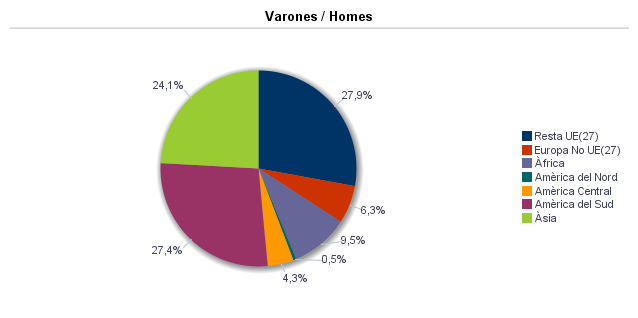 Varones / Homes
24,1%
27,9%
6,3%
9,5%
0,5%
4,3%
27,4%
Resta UE(27)
Europa No UE(27)
Àfrica
Amèrica del Nord
Amèrica Central
Amèrica del Sud
Àsia